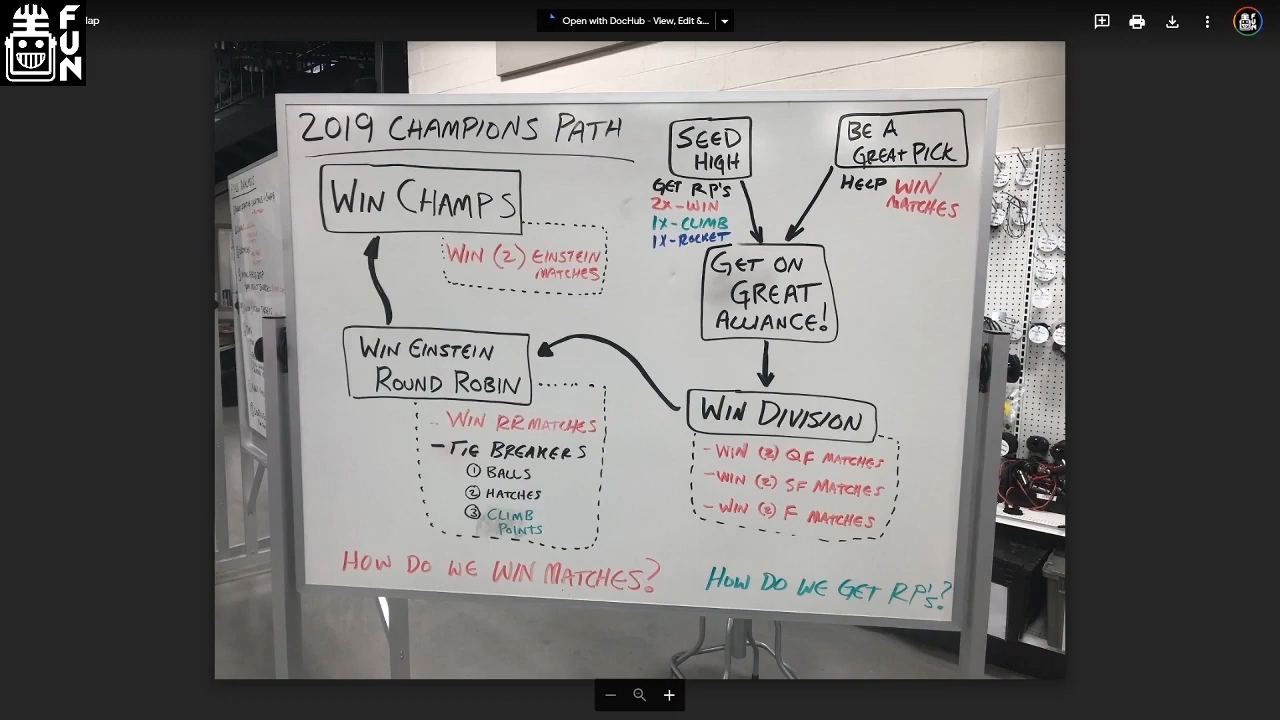 FUN
lap
Open with DocHub - View, Edit &...
2019 CHAMPIONS PATH
SEED
HIGH
GET RP'S
2X-WIN
1X-CLIMB
1X-ROCKET
BE A
GREAT PICK
HELP WIN
MATCHES
WIN CHAMPS
WIN (2) EINSTEIN
MATCHES
GET ON
GREAT
ALLIANCE!
WIN EINSTEIN
ROUND ROBIN
- WIN RR MATCHES
- TIE BREAKERS
① BALLS
② HATCHES
③ CLIMB
POINTS
WIN DIVISION
- WIN (2) QF MATCHES
- WIN (2) SF MATCHES
- WIN (2) F MATCHES
HOW DO WE WIN MATCHES?
HOW DO WE GET RP'S?